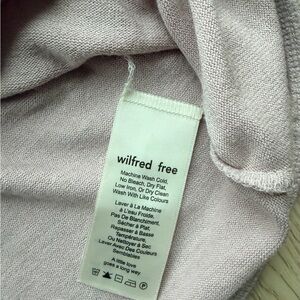 wilfred free
Machine Wash Cold,
No Bleach, Dry Flat,
Low Iron, Or Dry Clean
Wash With Like Colours
Laver à La Machine
à L'eau Froide,
Pas De Blanchiment,
Sécher à Plat,
Repasser à Basse
Température,
Ou Nettoyer à Sec
Laver Avec Des Couleurs
Semblables
A little love
goes a long way